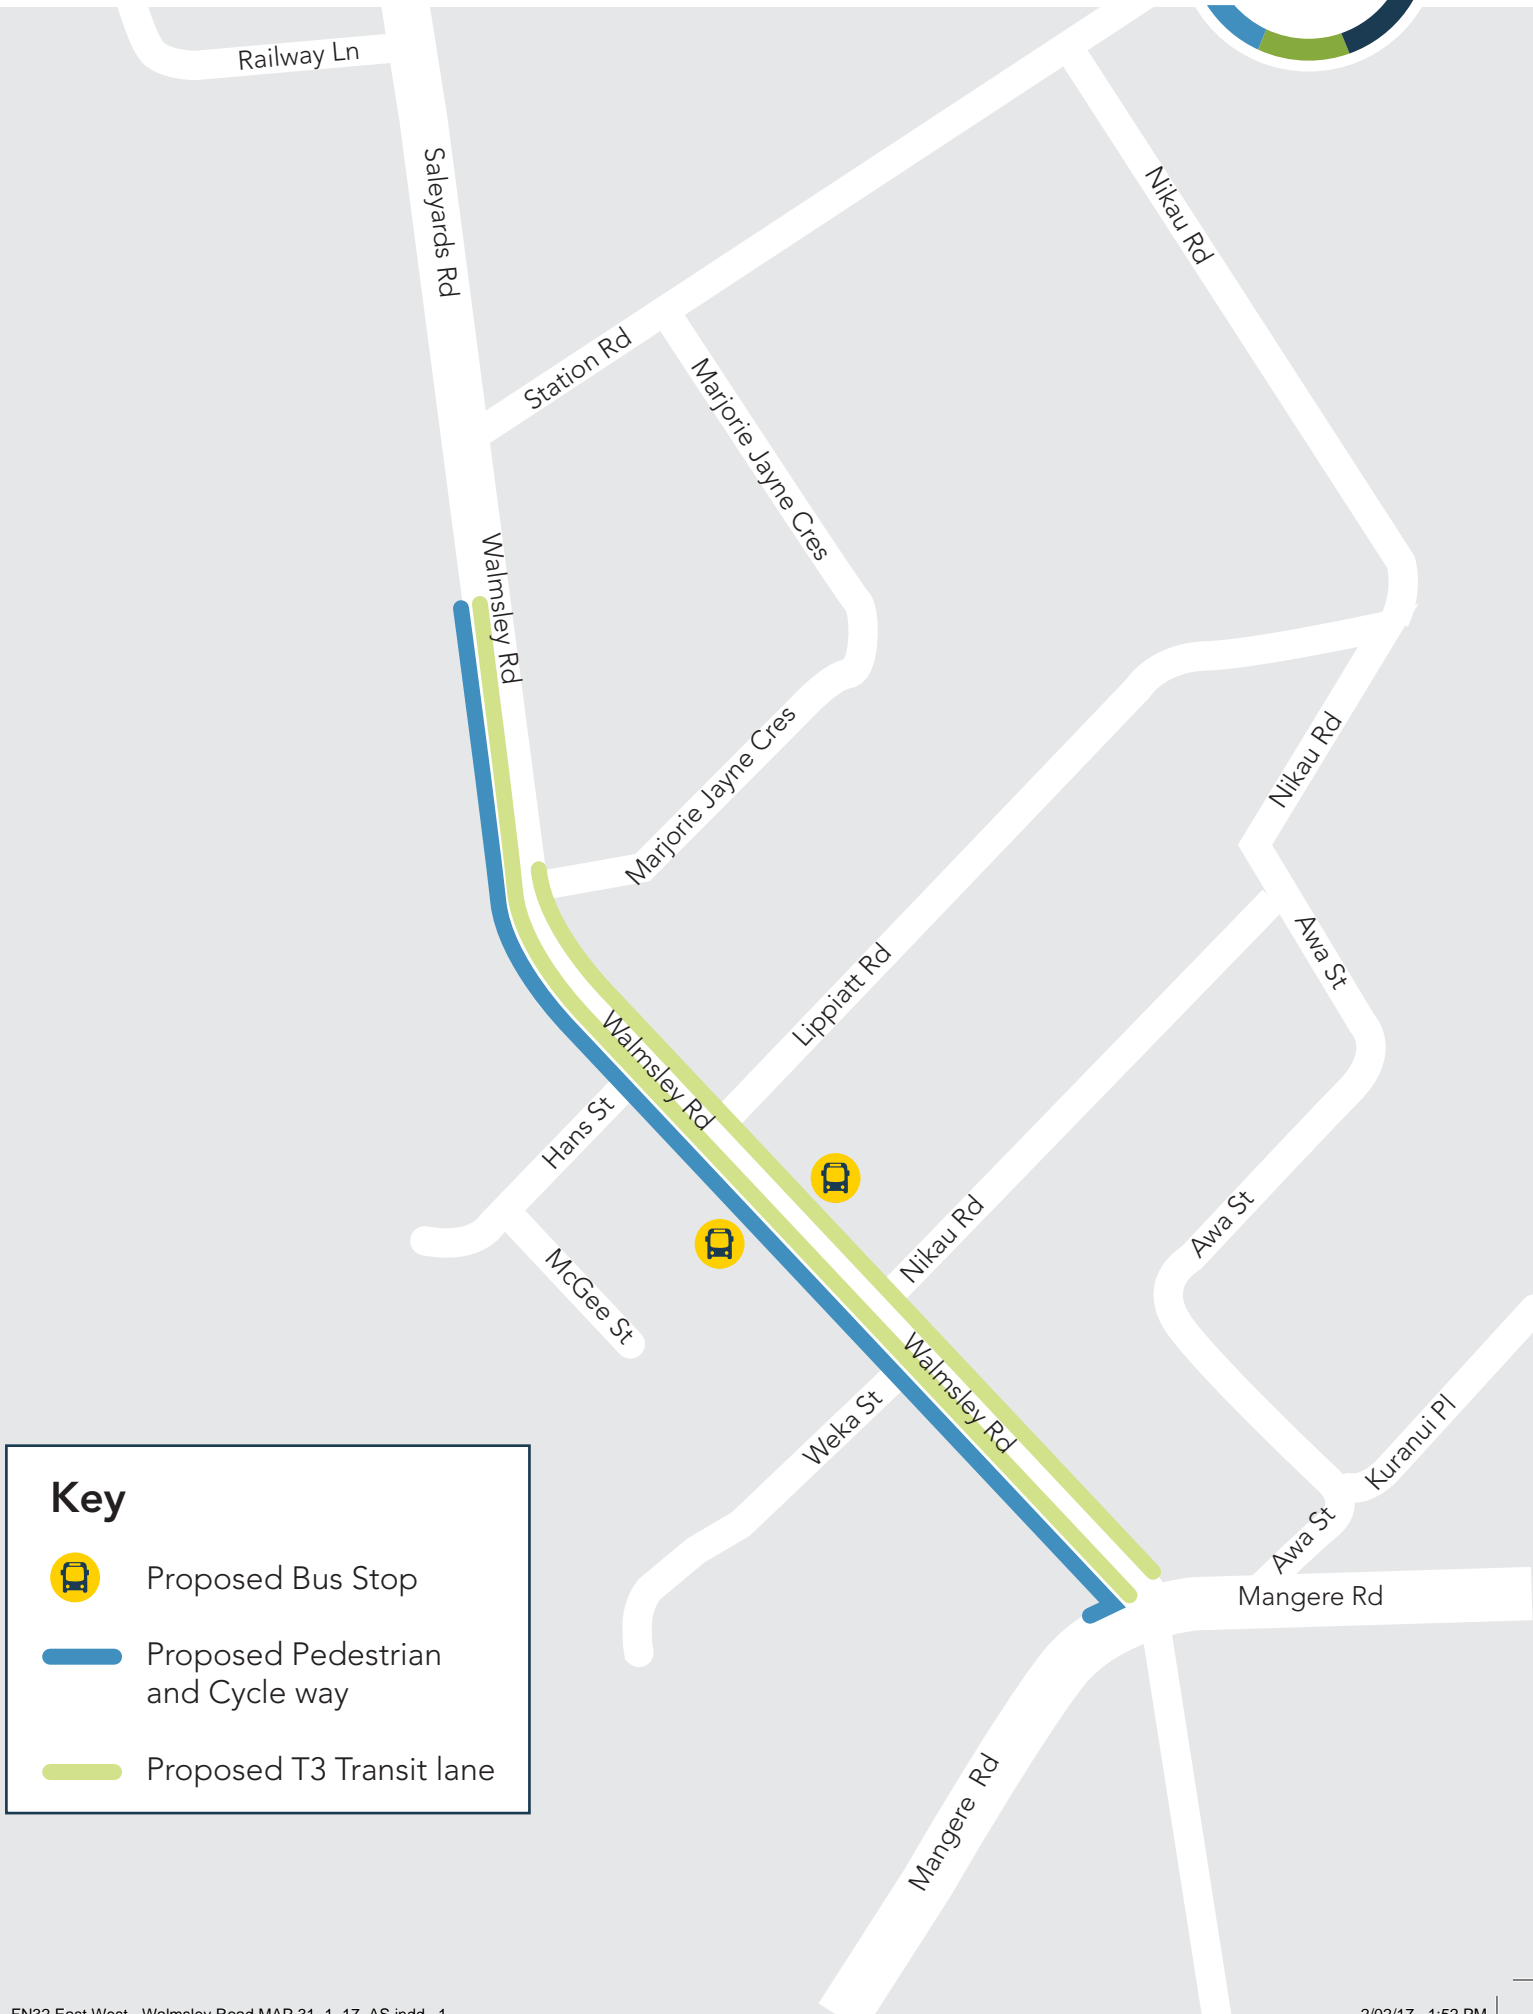 Railway Ln
Saleyards Rd
Nikau Rd
Station Rd
Marjorie Jayne Cres
Walmsley Rd
Marjorie Jayne Cres
Nikau Rd
Lippiatt Rd
Awa St
Walmsley Rd
Hans St
Nikau Rd
Awa St
McGee St
Walmsley Rd
Weka St
Kuranui Pl
Awa St
Mangere Rd
Mangere Rd
Key
Proposed Bus Stop
Proposed Pedestrian
and Cycle way
Proposed T3 Transit lane